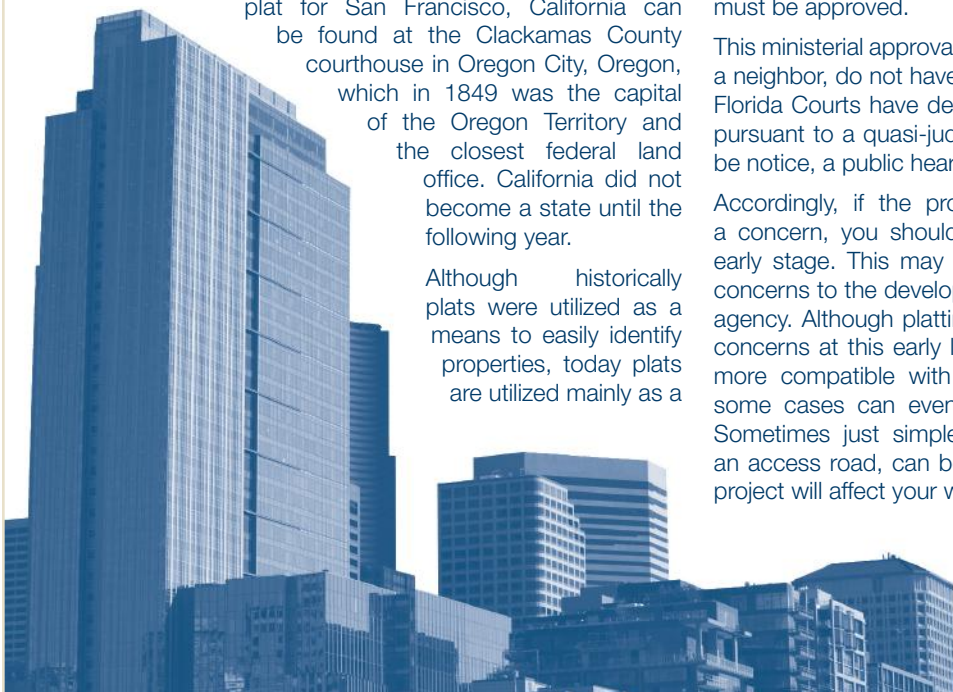 plat for San Francisco, California can
be found at the Clackamas County
courthouse in Oregon City, Oregon,
which in 1849 was the capital
of the Oregon Territory and
the closest federal land
office. California did not
become a state until the
following year.
Although historically
plats were utilized as a
means to easily identify
properties, today plats
are utilized mainly as a
must be approved.
This ministerial approva
a neighbor, do not have
Florida Courts have de
pursuant to a quasi-jud
be notice, a public hear
Accordingly, if the pro
a concern, you should
early stage. This may
concerns to the develop
agency. Although platti
concerns at this early
more compatible with
some cases can even
Sometimes just simple
an access road, can b
project will affect your